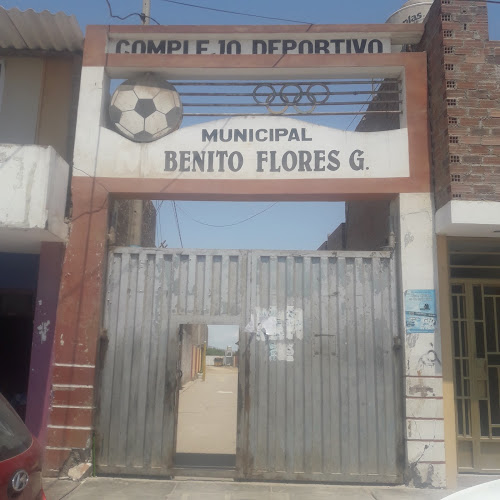 COMPLEJO DEPORTIVO
MUNICIPAL
BENITO FLORES G.